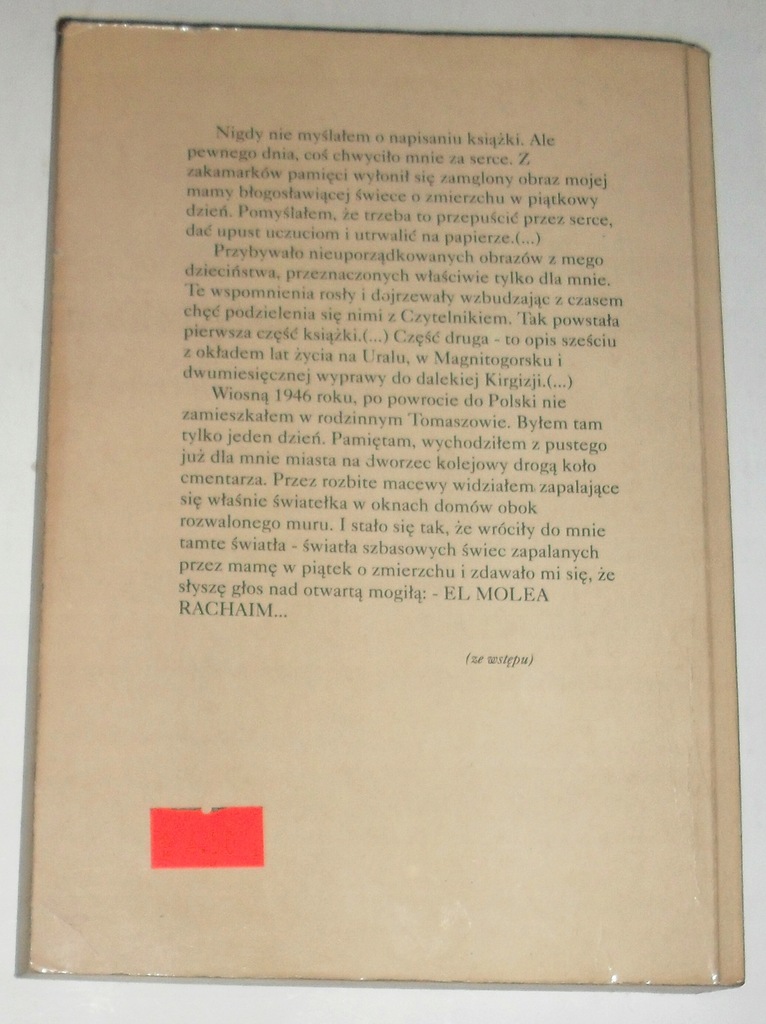 Nigdy nie myślałem o napisaniu książki. Ale
pewnego dnia, coś chwyciło mnie za serce. Z
zakamarków pamięci wyłonił się zamglony obraz mojej
mamy błogosławiącej świece o zmierzchu w piątkowy
dzień. Pomyślałem, że trzeba to przepuścić przez serce,
dać upust uczuciom i utrwalić na papierze.(...)
Przybywało nieuporządkowanych obrazów z mego
dzieciństwa, przeznaczonych właściwie tylko dla mnie.
Te wspomnienia rosły i dojrzewały wzbudzając z czasem
chęć podzielenia się nimi z Czytelnikiem. Tak powstała
pierwsza część książki.(...) Część druga - to opis sześciu
z okładem lat życia na Uralu, w Magnitogorsku i
dwumiesięcznej wyprawy do dalekiej Kirgizji.(...)
Wiosną 1946 roku, po powrocie do Polski nie
zamieszkałem w rodzinnym Tomaszowie. Byłem tam
tylko jeden dzień. Pamiętam, wychodziłem z pustego
już dla mnie miasta na dworzec kolejowy drogą koło
cmentarza. Przez rozbite macewy widziałem zapalające
się właśnie światełka w oknach domów obok
rozwalonego muru. I stało się tak, że wróciły do mnie
tamte światła - światła szbasowych świec zapalanych
przez mamę w piątek o zmierzchu i zdawało mi się, że
słyszę głos nad otwartą mogiłą: - EL MOLEA
RACHAIM...
(ze wstępu)